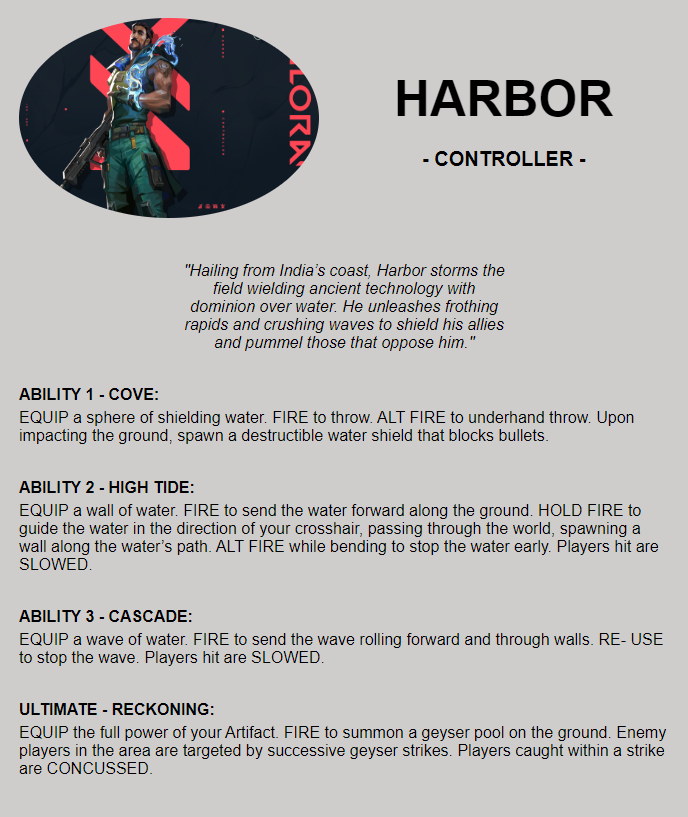 HARBOR
- CONTROLLER -
"Hailing from India’s coast, Harbor storms the
field wielding ancient technology with
dominion over water. He unleashes frothing
rapids and crushing waves to shield his allies
and pummel those that oppose him."
ABILITY 1 - COVE:
EQUIP a sphere of shielding water. FIRE to throw. ALT FIRE to underhand throw. Upon
impacting the ground, spawn a destructible water shield that blocks bullets.
ABILITY 2 - HIGH TIDE:
EQUIP a wall of water. FIRE to send the water forward along the ground. HOLD FIRE to
guide the water in the direction of your crosshair, passing through the world, spawning a
wall along the water’s path. ALT FIRE while bending to stop the water early. Players hit are
SLOWED.
ABILITY 3 - CASCADE:
EQUIP a wave of water. FIRE to send the wave rolling forward and through walls. RE- USE
to stop the wave. Players hit are SLOWED.
ULTIMATE - RECKONING:
EQUIP the full power of your Artifact. FIRE to summon a geyser pool on the ground. Enemy
players in the area are targeted by successive geyser strikes. Players caught within a strike
are CONCUSSED.